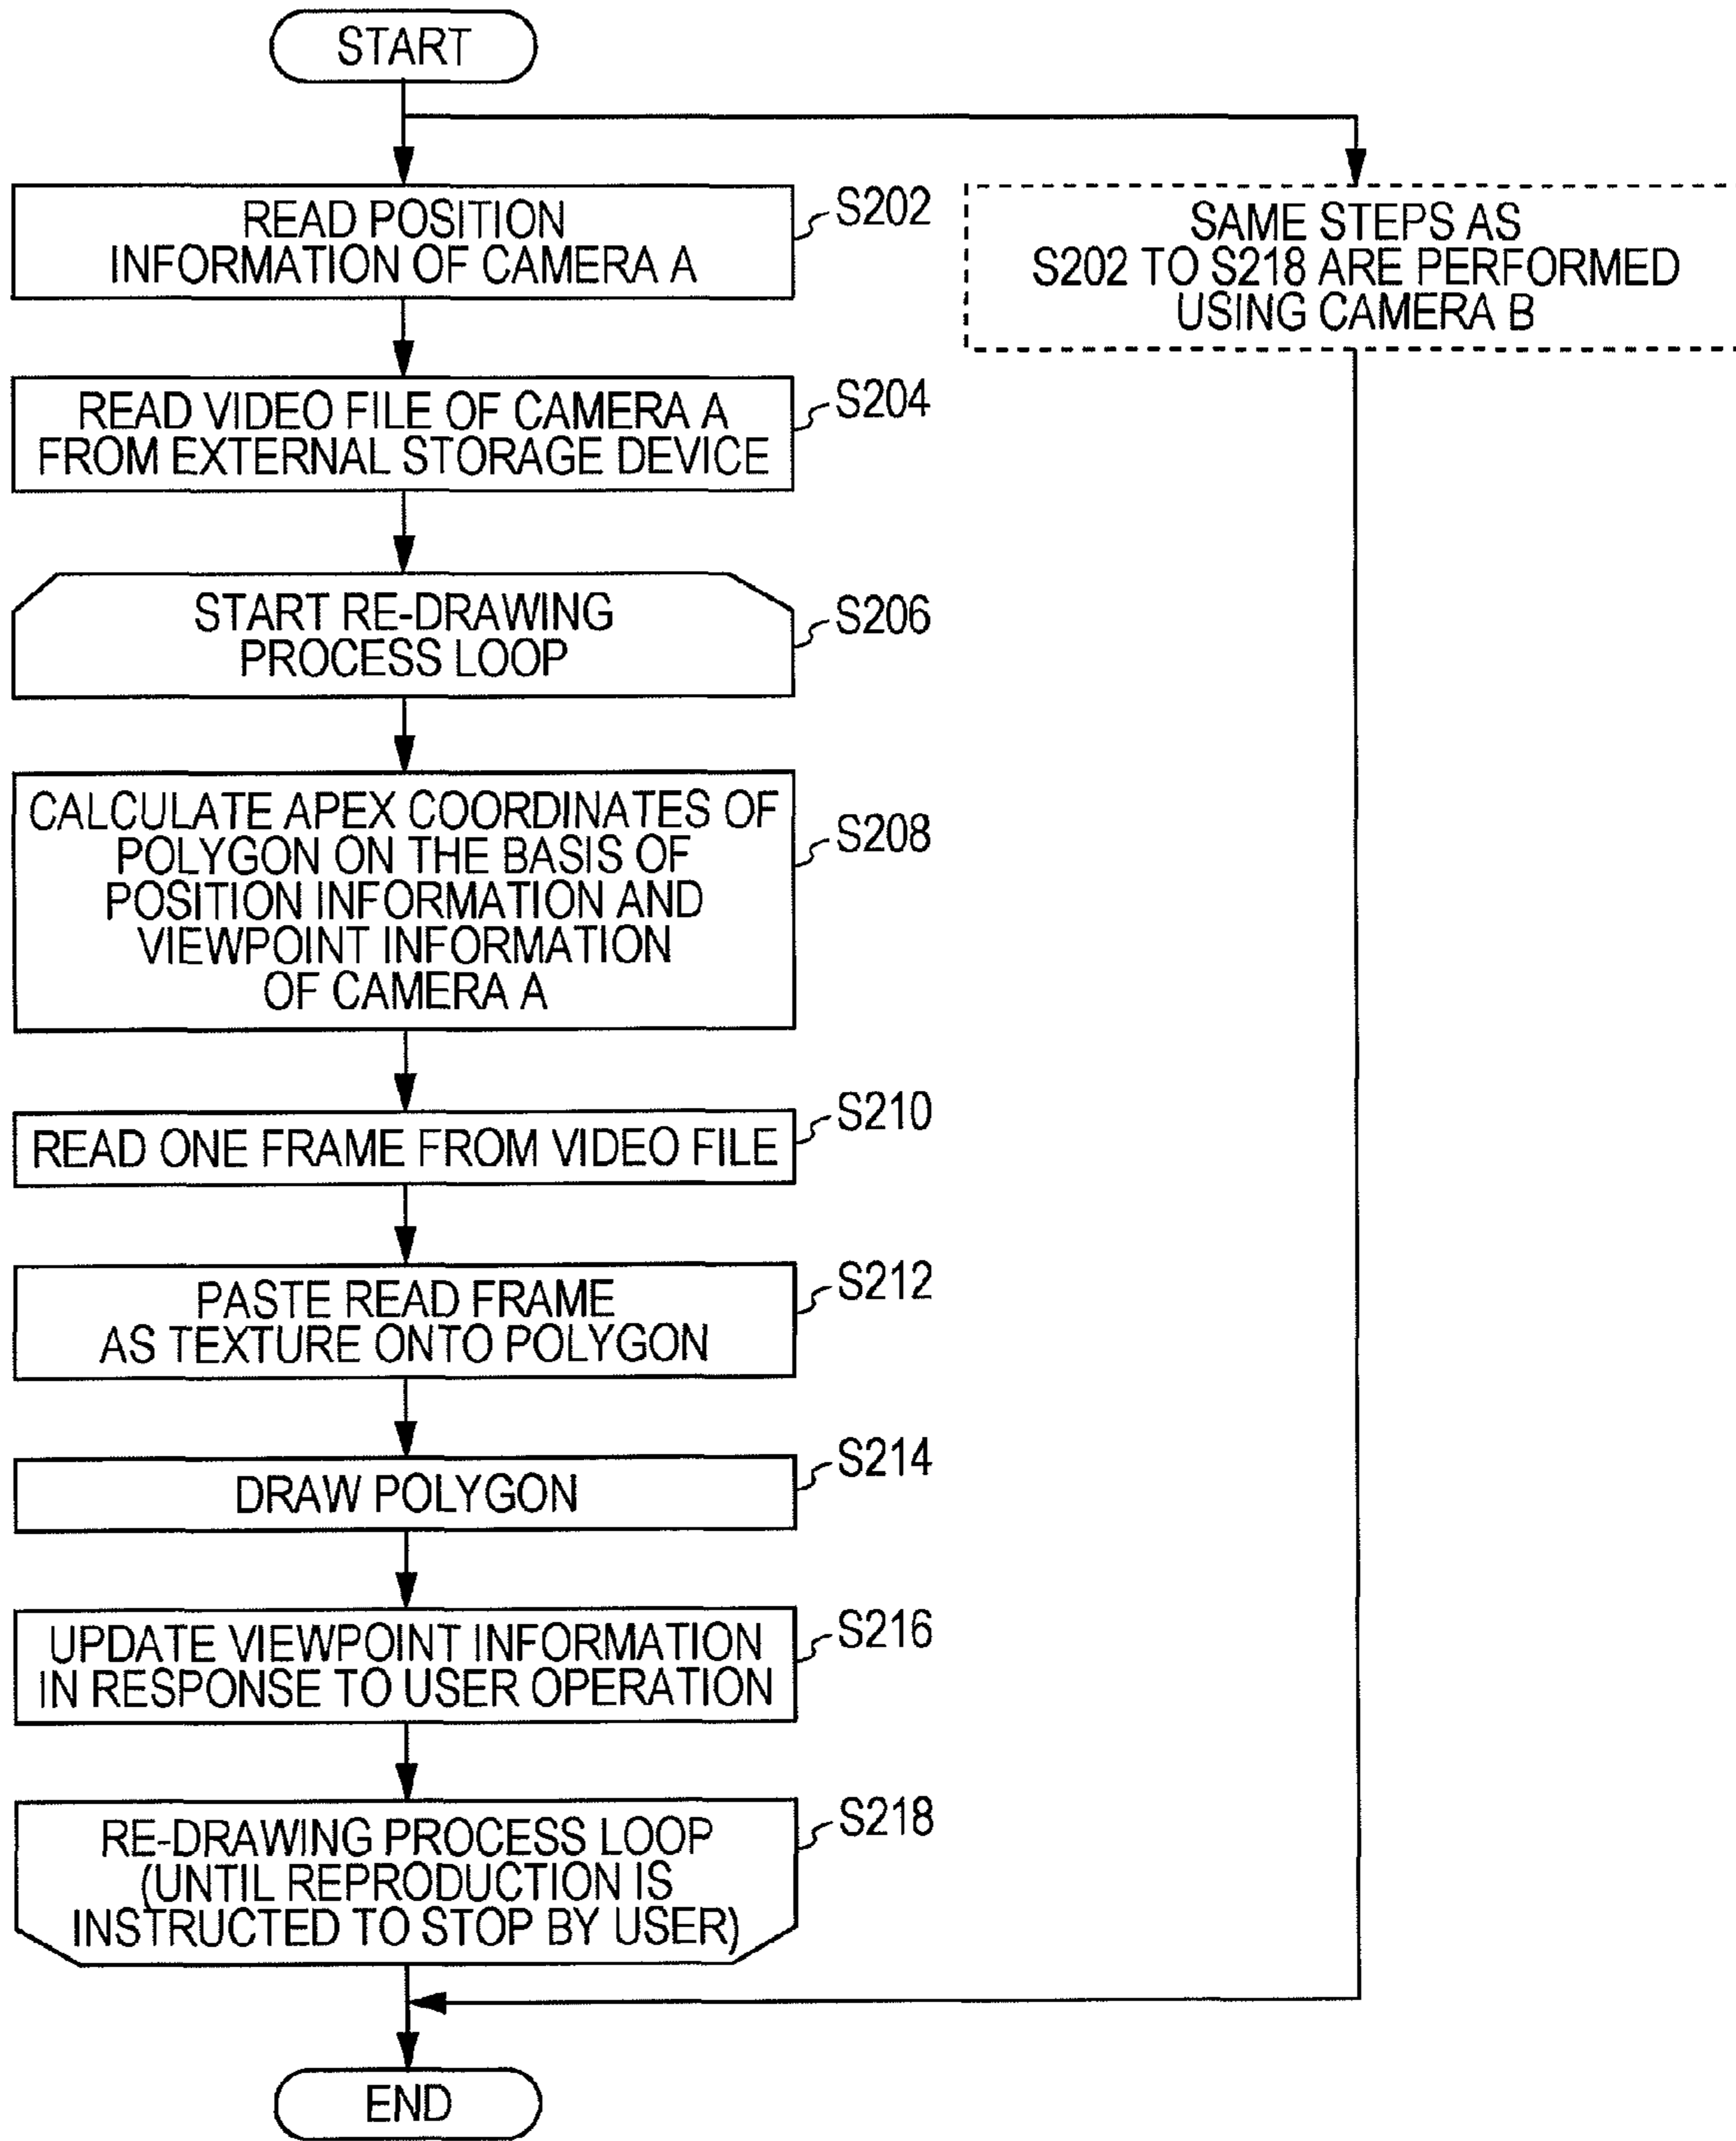 START
READ POSITION
INFORMATION OF CAMERA A
S202
SAME STEPS AS
S202 TO S218 ARE PERFORMED
USING CAMERA B
READ VIDEO FILE OF CAMERA A
FROM EXTERNAL STORAGE DEVICE
S204
START RE-DRAWING
PROCESS LOOP
S206
CALCULATE APEX COORDINATES OF
POLYGON ON THE BASIS OF
POSITION INFORMATION AND
VIEWPOINT INFORMATION
OF CAMERA A
S208
READ ONE FRAME FROM VIDEO FILE
S210
PASTE READ FRAME
AS TEXTURE ONTO POLYGON
S212
DRAW POLYGON
S214
UPDATE VIEWPOINT INFORMATION
IN RESPONSE TO USER OPERATION
S216
RE-DRAWING PROCESS LOOP
(UNTIL REPRODUCTION IS
INSTRUCTED TO STOP BY USER)
S218
END